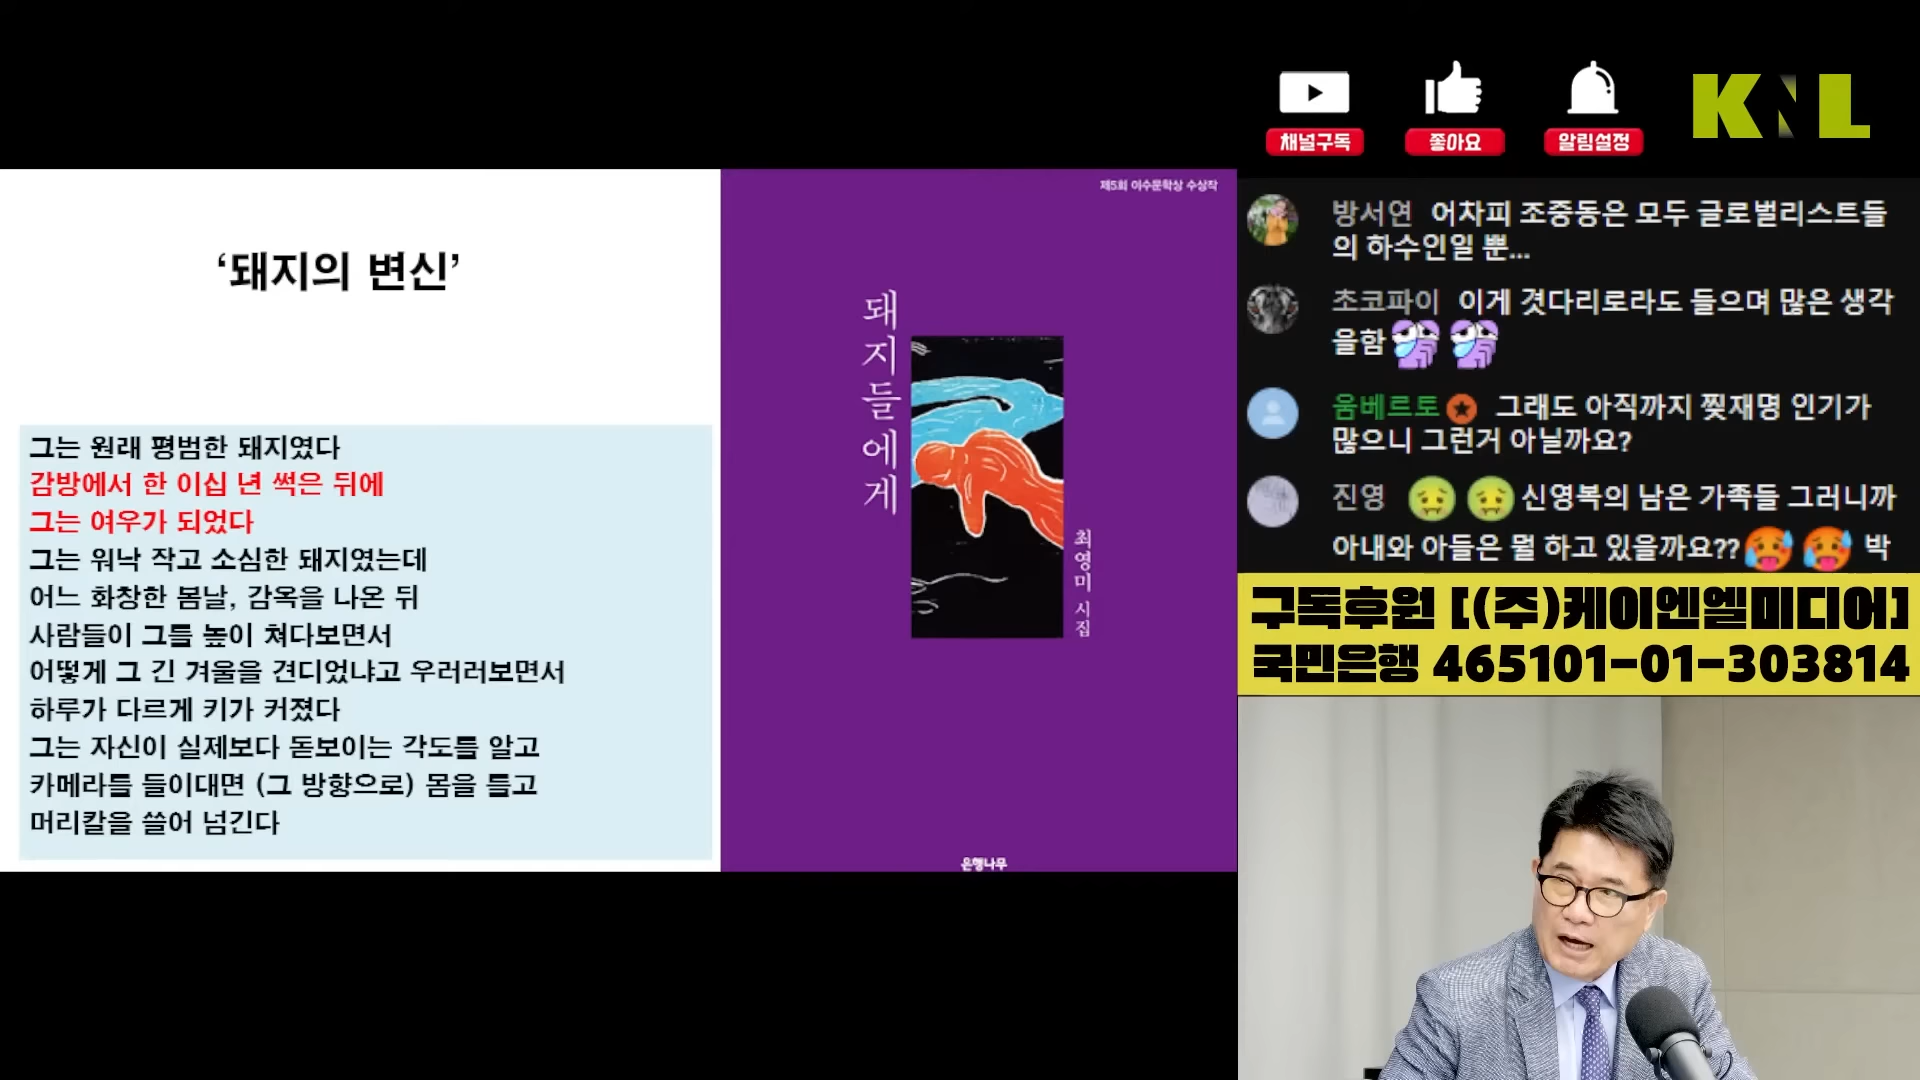 ‘돼지의 변신’
그는 원래 평범한 돼지였다
감방에서 한 이십 년 썩은 뒤에
그는 여우가 되었다
그는 워낙 작고 소심한 돼지였는데
어느 화창한 봄날, 감옥을 나온 뒤
사람들이 그를 높이 쳐다보면서
어떻게 그 긴 겨울을 견디었냐고 우러러보면서
하루가 다르게 키가 커졌다
그는 자신이 실제보다 돋보이는 각도를 알고
카메라를 들이대면 (그 방향으로) 몸을 틀고
머리칼을 쓸어 넘긴다
제5회 이수문학상 수상작
돼지들에게
최영미 시집
은행나무
채널구독
좋아요
알림설정
KNL
방서연 어차피 조중동은 모두 글로벌리스트들
의 하수인일 뿐...
초코파이 이게 겻다리로라도 들으며 많은 생각
을함
움베르토 그래도 아직까지 찢재명 인기가
많으니 그런거 아닐까요?
진영 신영복의 남은 가족들 그러니까
아내와 아들은 뭘 하고 있을까요?? 박
구독후원 [(주)케이엔엘미디어]
국민은행 465101-01-303814